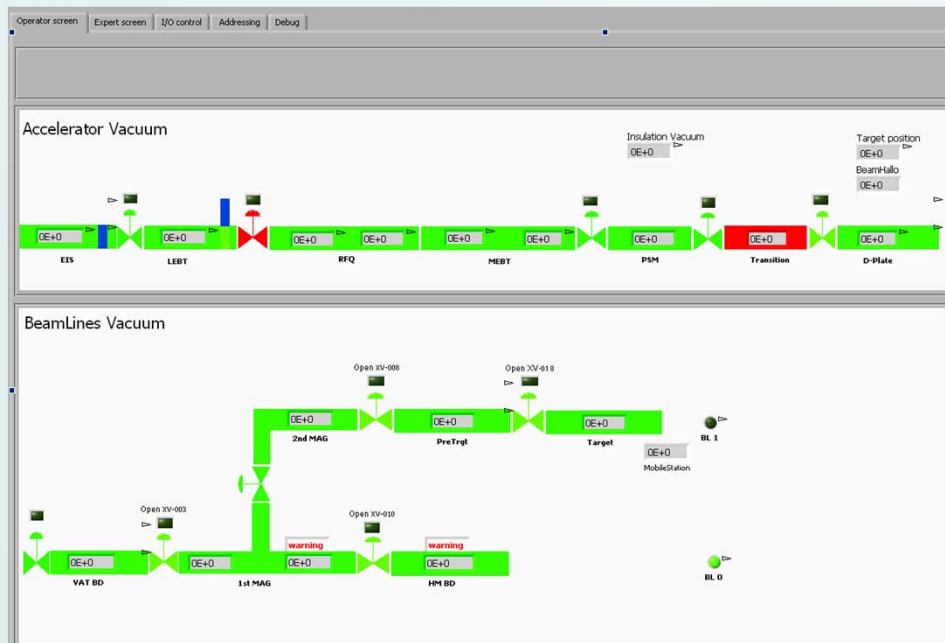 Operator screen Expert screen I/O control Addressing Debug
Accelerator Vacuum
Insulation Vacuum Target position
0E+0 0E+0
BeamHallo
0E+0
0E+0 0E+0 0E+0 0E+0 0E+0 0E+0 0E+0 0E+0 0E+0
EIS LEBT RFQ MEBT PSM Transition D-Plate
BeamLines Vacuum
Open XV-008 Open XV-018
0E+0 0E+0 0E+0
2nd MAG PreTrgt Target BL 1
0E+0
MobileStation
Open XV-003 Open XV-010
warning warning
0E+0 0E+0 0E+0 0E+0
VAT BD 1st MAG HM BD BL 0